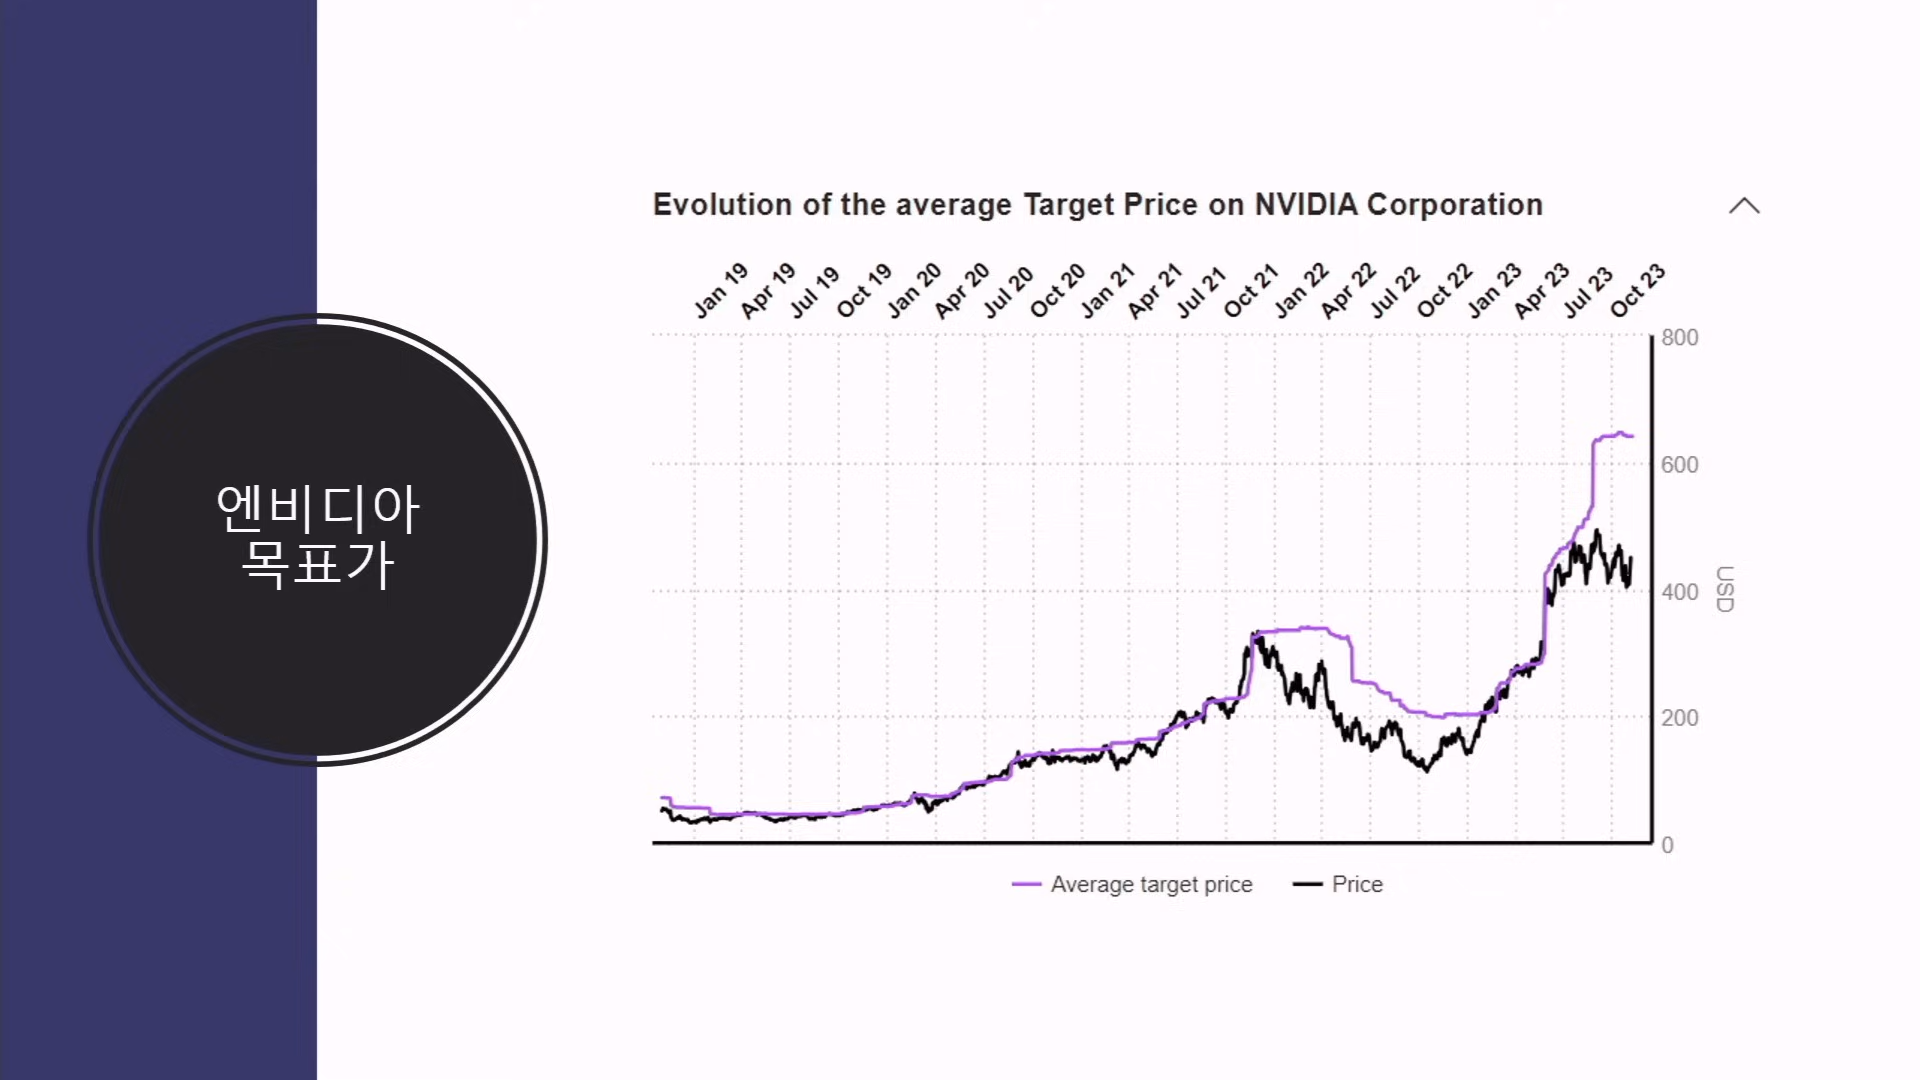 엔비디아
목표가
Evolution of the average Target Price on NVIDIA Corporation
Jan 19 Apr 19 Jul 19 Oct 19 Jan 20 Apr 20 Jul 20 Oct 20 Jan 21 Apr 21 Jul 21 Oct 21 Jan 22 Apr 22 Jul 22 Oct 22 Jan 23 Apr 23 Jul 23 Oct 23
800
600
400
USD
200
0
Average target price Price